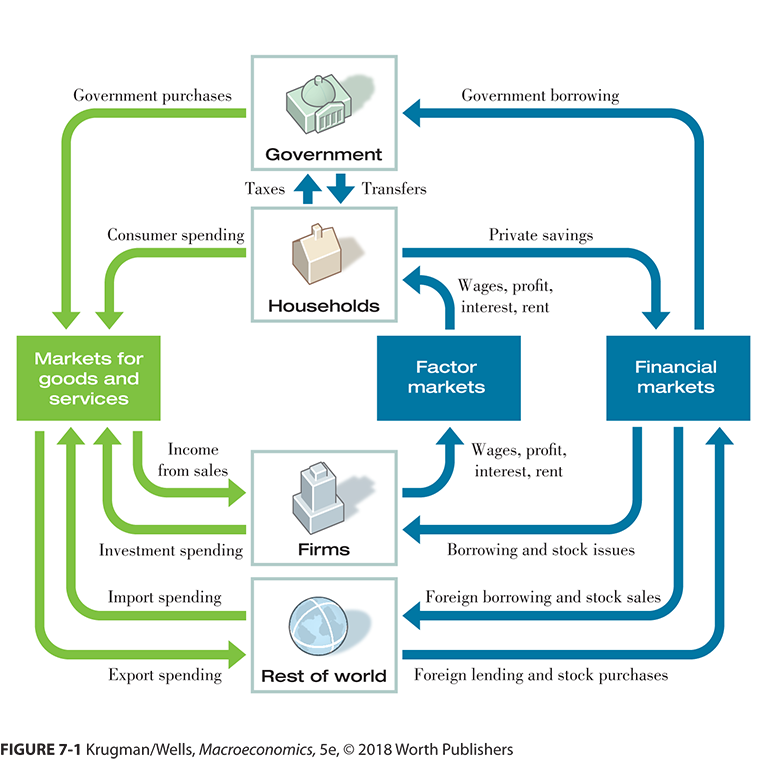 Government purchases
Government borrowing
Government
Taxes
Transfers
Consumer spending
Private savings
Households
Wages, profit,
interest, rent
Markets for
goods and
services
Factor
markets
Financial
markets
Income
from sales
Wages, profit,
interest, rent
Investment spending
Firms
Borrowing and stock issues
Import spending
Foreign borrowing and stock sales
Export spending
Rest of world
Foreign lending and stock purchases
FIGURE 7-1 Krugman/Wells, Macroeconomics, 5e, © 2018 Worth Publishers